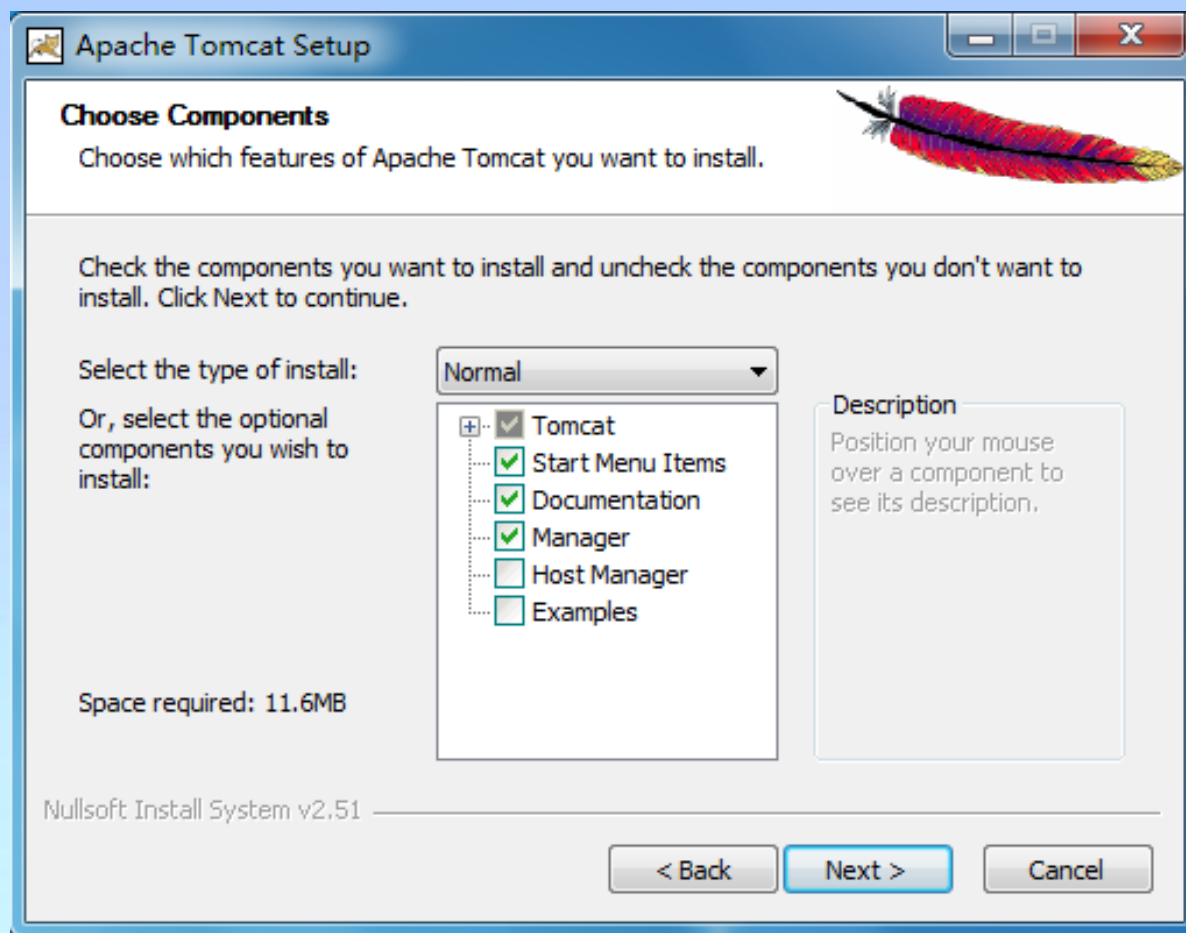 Apache Tomcat Setup
Choose Components
Choose which features of Apache Tomcat you want to install.
Check the components you want to install and uncheck the components you don't want to
install. Click Next to continue.
Select the type of install:
Normal
Or, select the optional
components you wish to
install:
Tomcat
Start Menu Items
Documentation
Manager
Host Manager
Examples
Description
Position your mouse
over a component to
see its description.
Space required: 11.6MB
Nullsoft Install System v2.51
< Back
Next >
Cancel